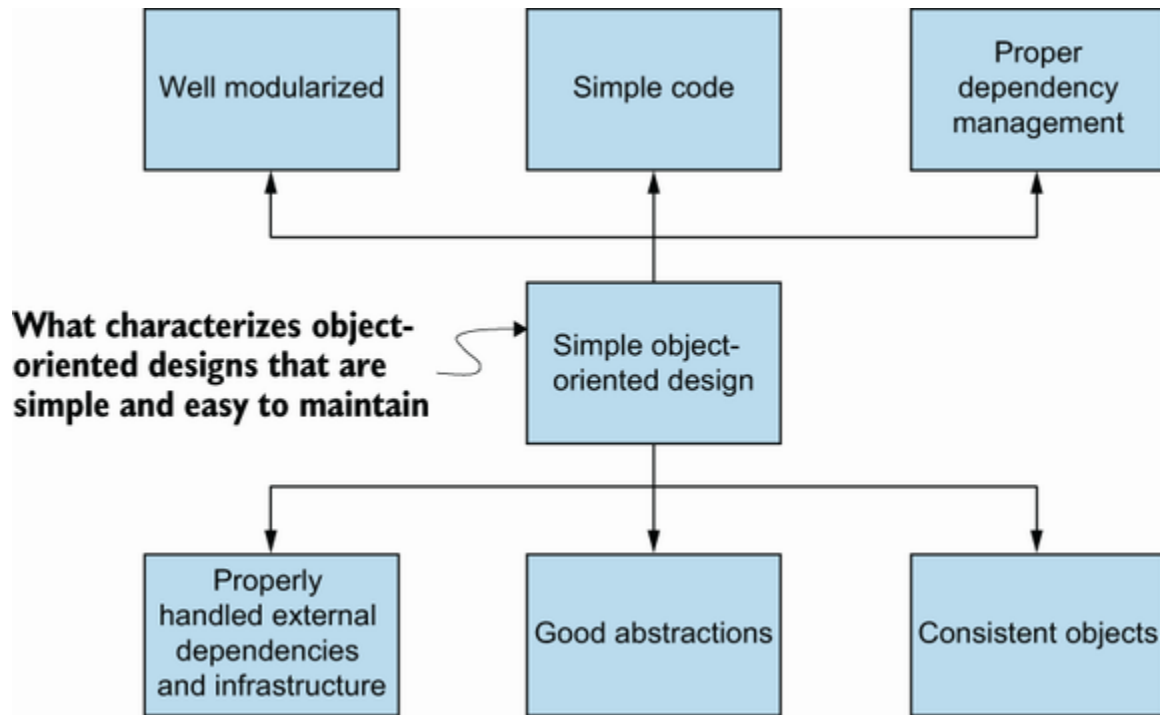 Well modularized
Simple code
Proper
dependency
management
What characterizes object-
oriented designs that are
simple and easy to maintain
Simple object-
oriented design
Properly
handled external
dependencies
and infrastructure
Good abstractions
Consistent objects